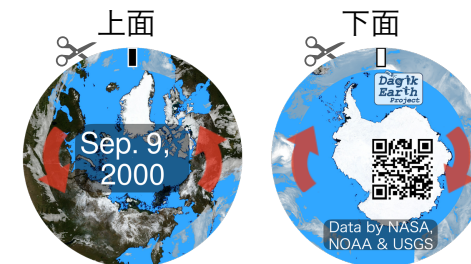 上面
下面
Sep. 9,
2000
Dagik
Earth
Project
Data by NASA,
NOAA & USGS